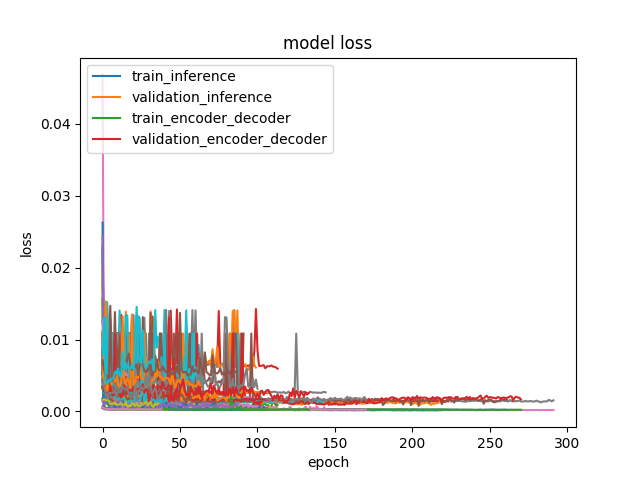 model loss
train_inference
validation_inference
train_encoder_decoder
validation_encoder_decoder
0.04
0.03
0.02
0.01
0.00
loss
0
50
100
150
200
250
300
epoch